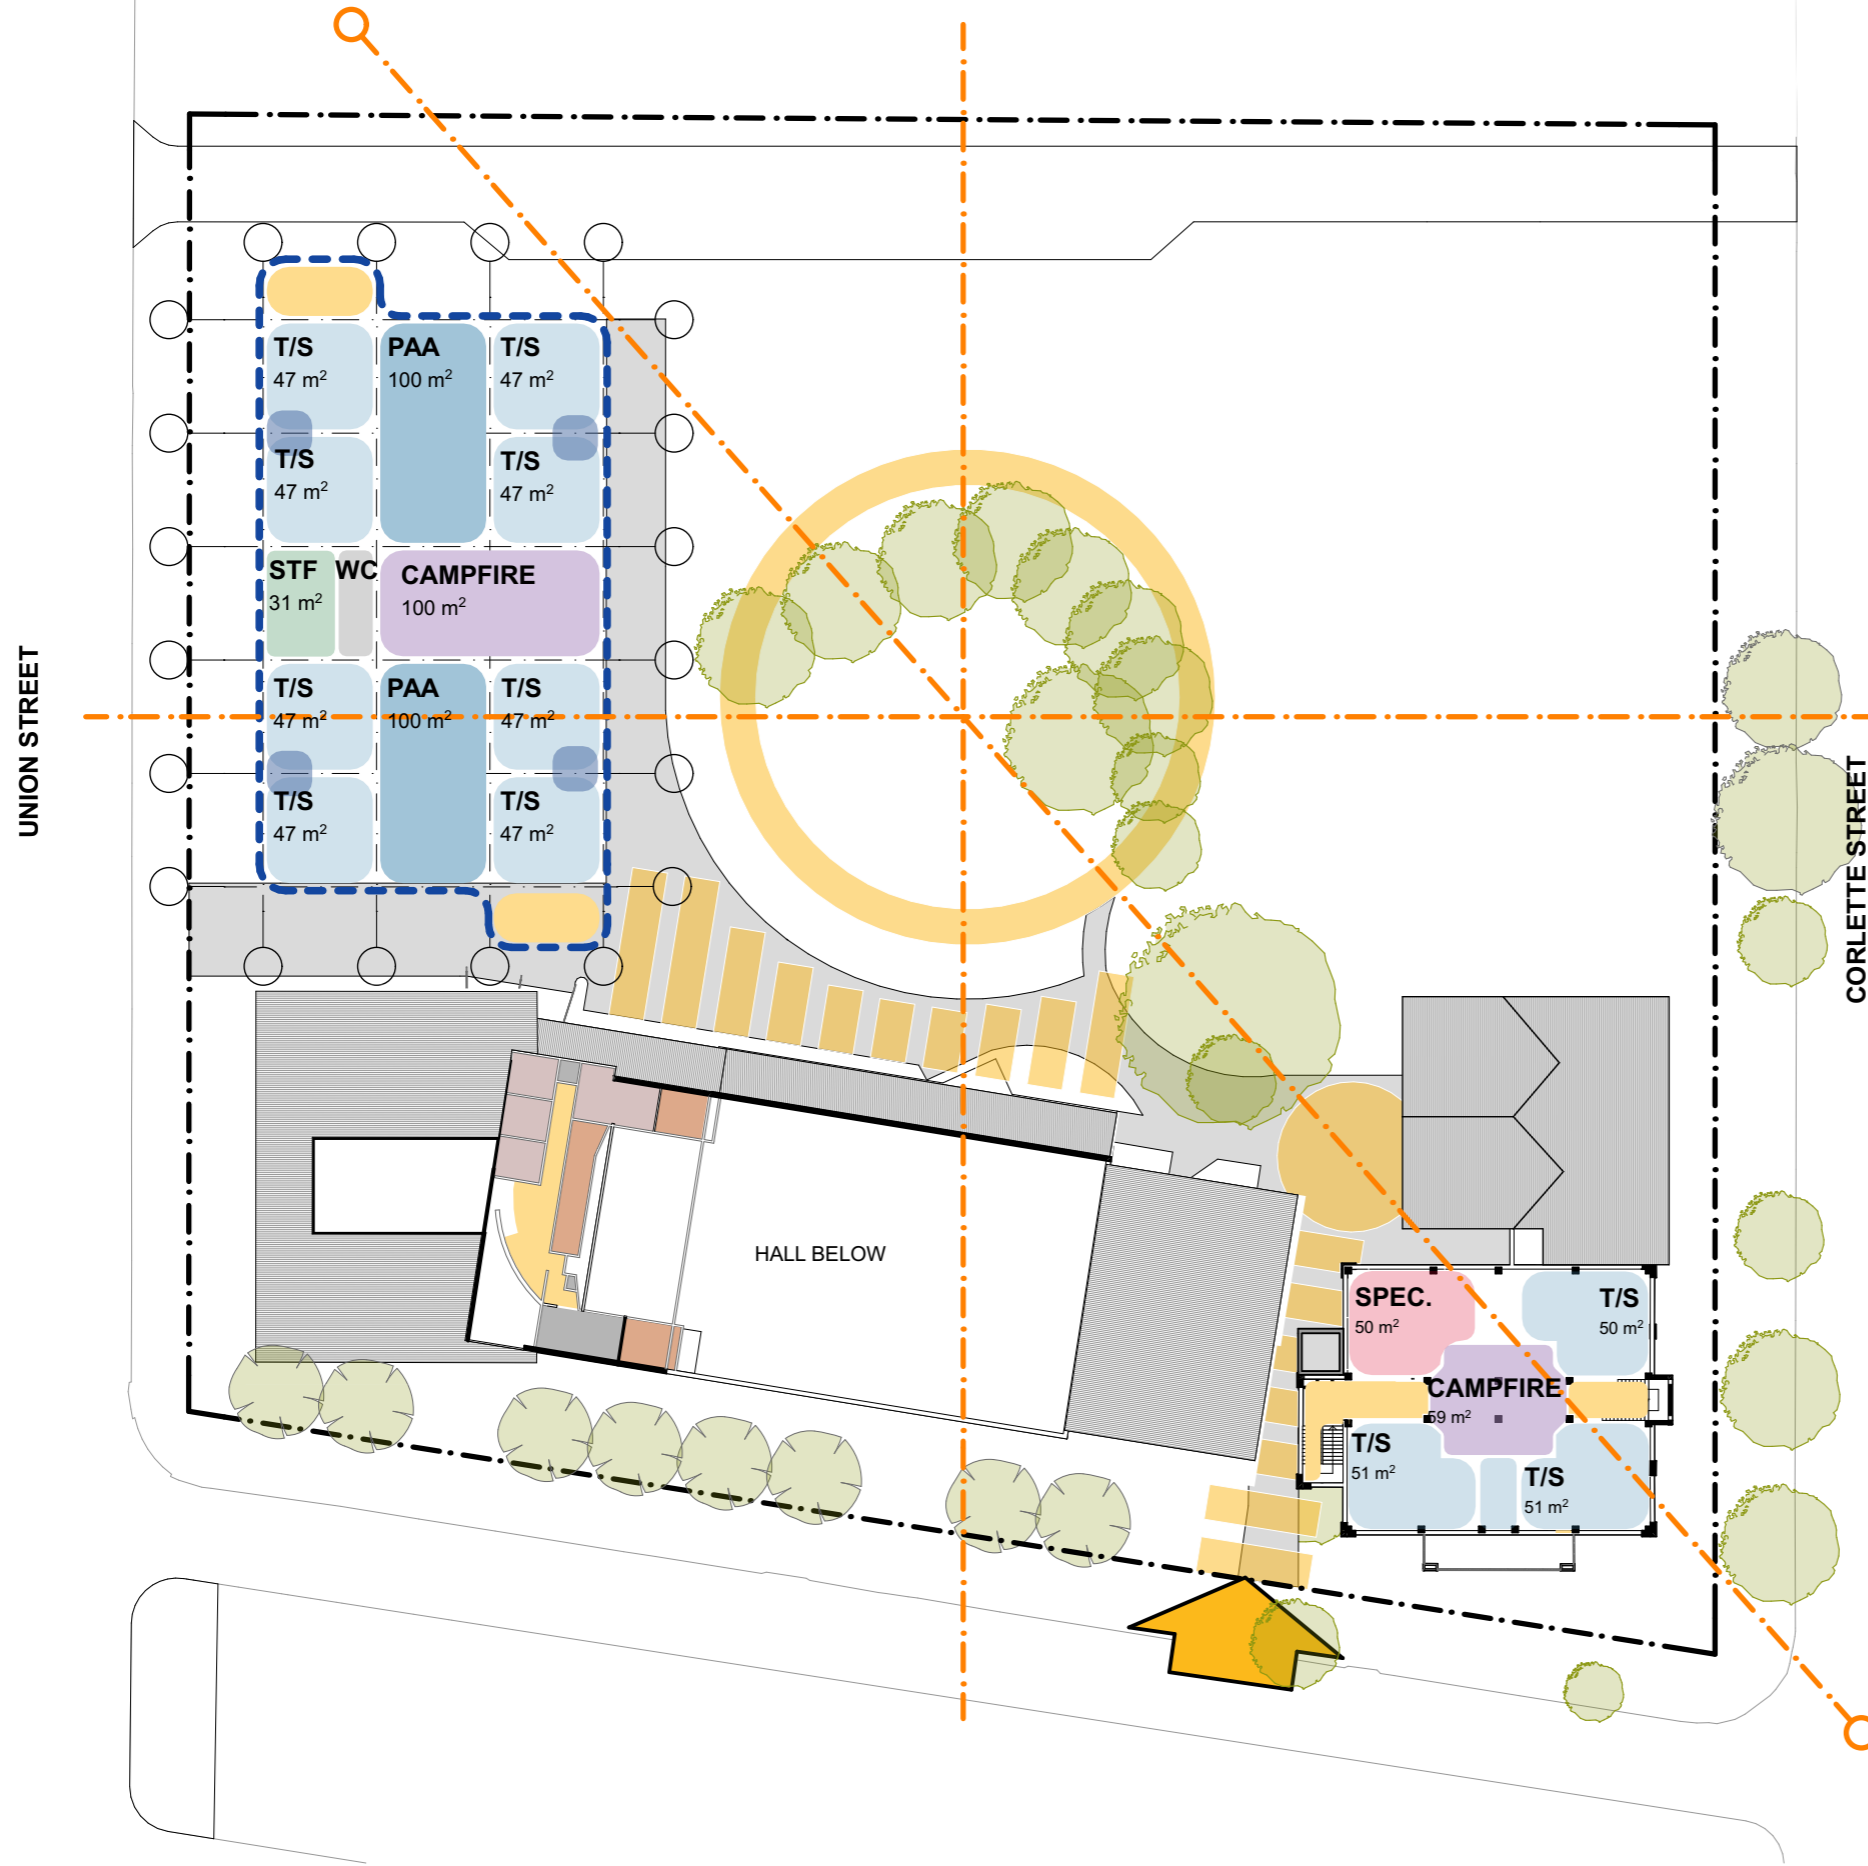 T/S
47 m²
PAA
100 m²
T/S
47 m²
T/S
47 m²
T/S
47 m²
STF
31 m²
WC
CAMPFIRE
100 m²
T/S
47 m²
PAA
100 m²
T/S
47 m²
T/S
47 m²
T/S
47 m²
UNION STREET
CORLETTE STREET
HALL BELOW
SPEC.
50 m²
T/S
50 m²
CAMPFIRE
59 m²
T/S
51 m²
T/S
51 m²